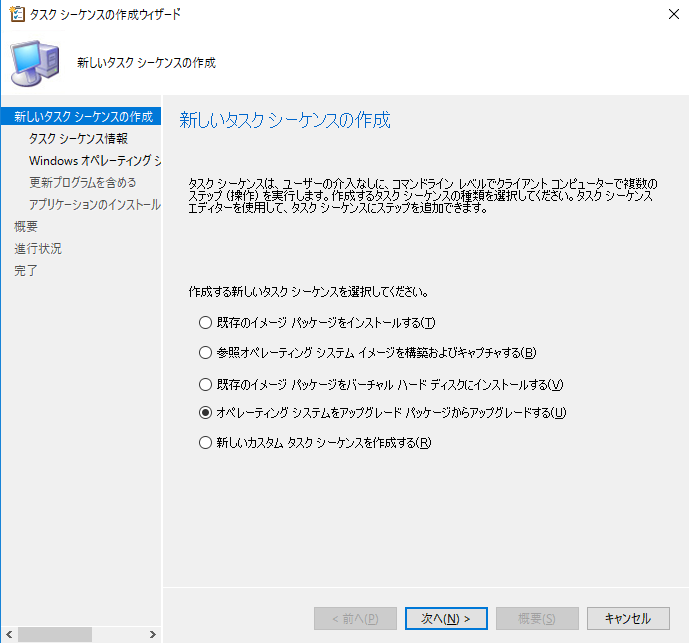 タスク シーケンスの作成ウィザード
新しいタスク シーケンスの作成
新しいタスク シーケンスの作成
タスク シーケンス情報
Windows オペレーティング シ
更新プログラムを含める
アプリケーションのインストール
概要
進行状況
完了
新しいタスク シーケンスの作成
タスク シーケンスは、ユーザーの介入なしに、コマンドライン レベルでクライアント コンピューターで複数の
ステップ (操作) を実行します。作成するタスク シーケンスの種類を選択してください。タスク シーケンス
エディターを使用して、タスク シーケンスにステップを追加できます。
作成する新しいタスク シーケンスを選択してください。
既存のイメージ パッケージをインストールする(I)
参照オペレーティング システム イメージを構築およびキャプチャする(B)
既存のイメージ パッケージをバーチャル ハード ディスクにインストールする(V)
オペレーティング システムをアップグレード パッケージからアップグレードする(U)
新しいカスタム タスク シーケンスを作成する(R)
< 前へ(P)
次へ(N) >
概要(S)
キャンセル